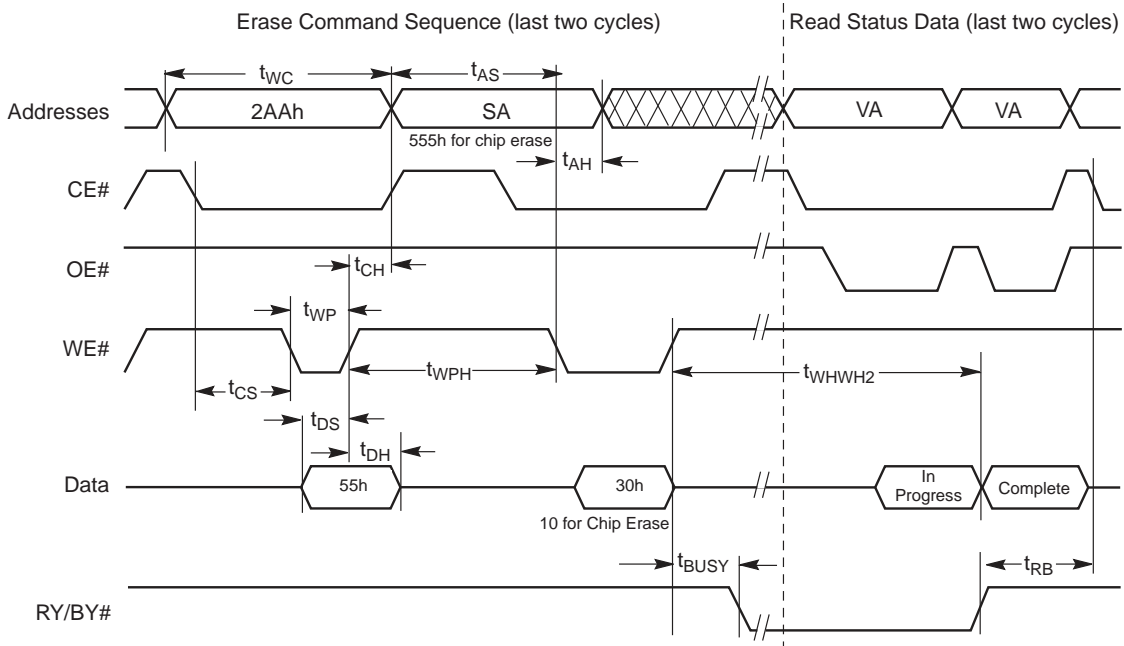 Erase Command Sequence (last two cycles)
Read Status Data (last two cycles)
tWC
tAS
Addresses
2AAh
SA
VA
VA
555h for chip erase
tAH
CE#
OE#
tCH
tWP
WE#
tWPH
tWHWH2
tCS
tDS
tDH
Data
55h
30h
In
Progress
Complete
10 for Chip Erase
tBUSY
tRB
RY/BY#